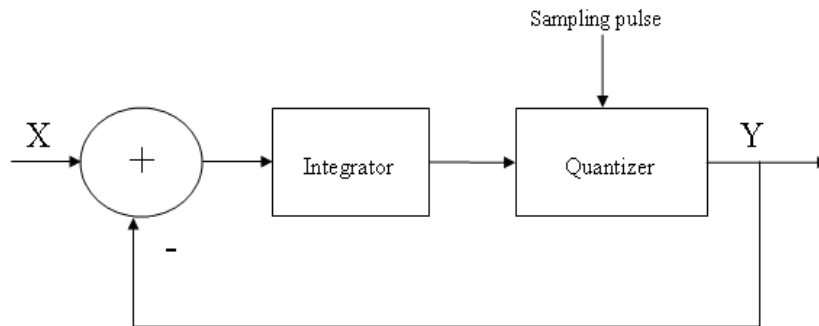 Sampling pulse
X
+
Integrator
Quantizer
Y
-